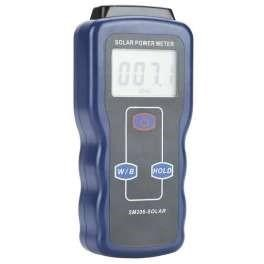 SOLAR POWER METER
007.1
W/B HOLD
SM206-SOLAR